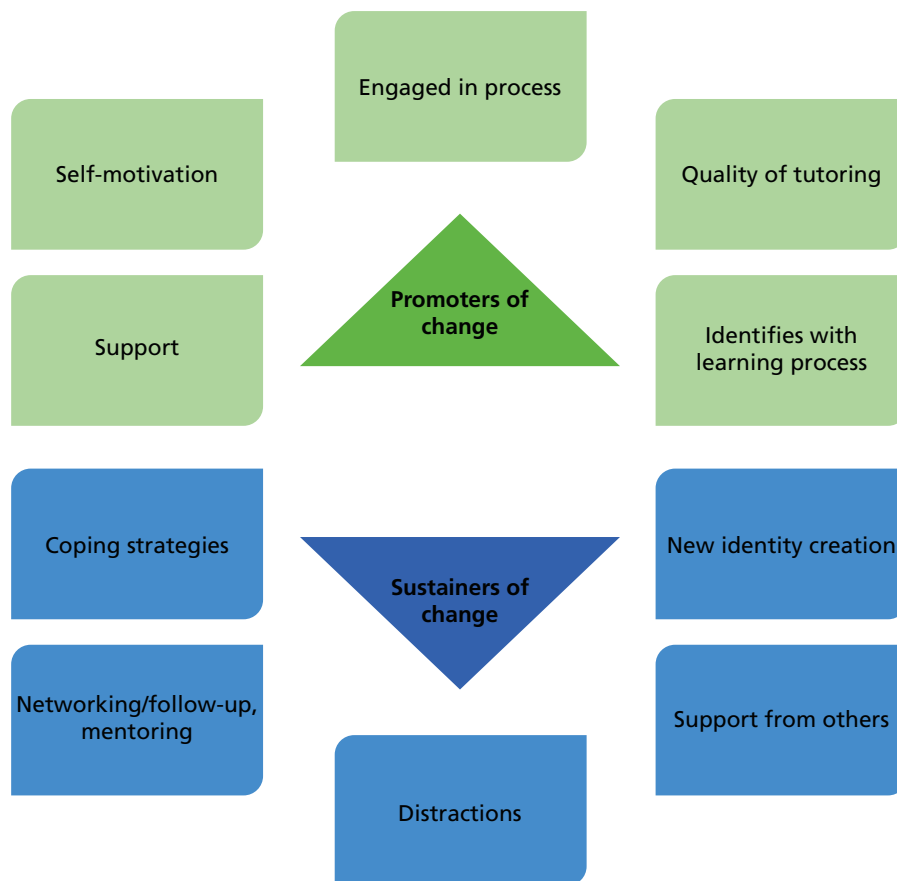 Engaged in process
Self-motivation
Quality of tutoring
Promoters of
change
Support
Identifies with
learning process
Coping strategies
New identity creation
Sustainers of
change
Networking/follow-up,
mentoring
Support from others
Distractions